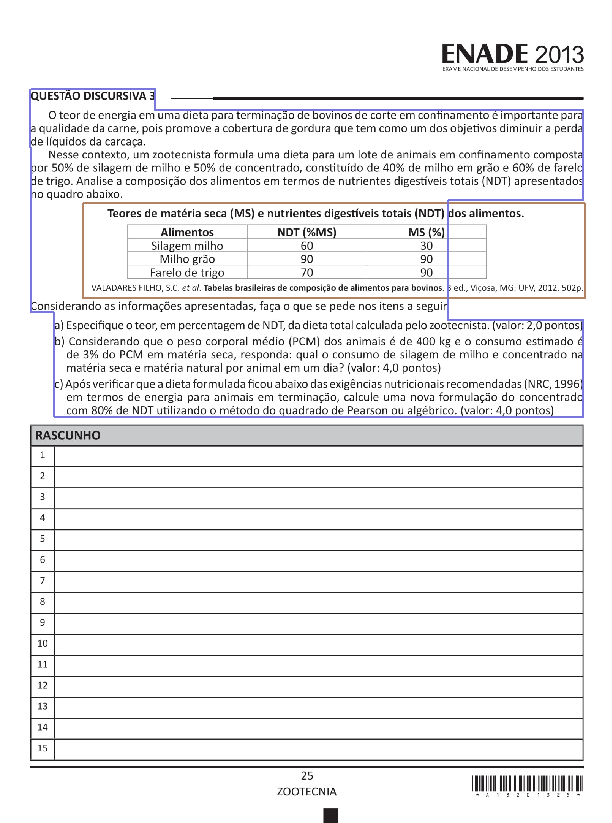 ENADE 2013
EXAME NACIONAL DE DESEMPENHO DOS ESTUDANTES
QUESTÃO DISCURSIVA 3
O teor de energia em uma dieta para terminação de bovinos de corte em confinamento é importante para
a qualidade da carne, pois promove a cobertura de gordura que tem como um dos objetivos diminuir a perda
de líquidos da carcaça.
Nesse contexto, um zootecnista formula uma dieta para um lote de animais em confinamento composta
por 50% de silagem de milho e 50% de concentrado, constituído de 40% de milho em grão e 60% de farelo
de trigo. Analise a composição dos alimentos em termos de nutrientes digestíveis totais (NDT) apresentados
no quadro abaixo.
Teores de matéria seca (MS) e nutrientes digestíveis totais (NDT) dos alimentos.
Alimentos NDT (%MS) MS (%)
Silagem milho 60 30
Milho grão 90 90
Farelo de trigo 70 90
VALADARES FILHO, S.C. et al. Tabelas brasileiras de composição de alimentos para bovinos. ed., Viçosa, MG: UFV, 2012. 502p.
Considerando as informações apresentadas, faça o que se pede nos itens a seguir
a) Especifique o teor, em percentagem de NDT, da dieta total calculada pelo zootecnista. (valor: 2,0 pontos)
b) Considerando que o peso corporal médio (PCM) dos animais é de 400 kg e o consumo estimado é
de 3% do PCM em matéria seca, responda: qual o consumo de silagem de milho e concentrado na
matéria seca e matéria natural por animal em um dia? (valor: 4,0 pontos)
c) Após verificar que a dieta formulada ficou abaixo das exigências nutricionais recomendadas (NRC, 1996)
em termos de energia para animais em terminação, calcule uma nova formulação do concentrado
com 80% de NDT utilizando o método do quadrado de Pearson ou algébrico. (valor: 4,0 pontos)
RASCUNHO
1
2
3
4
5
6
7
8
9
10
11
12
13
14
15
25
ZOOTECNIA